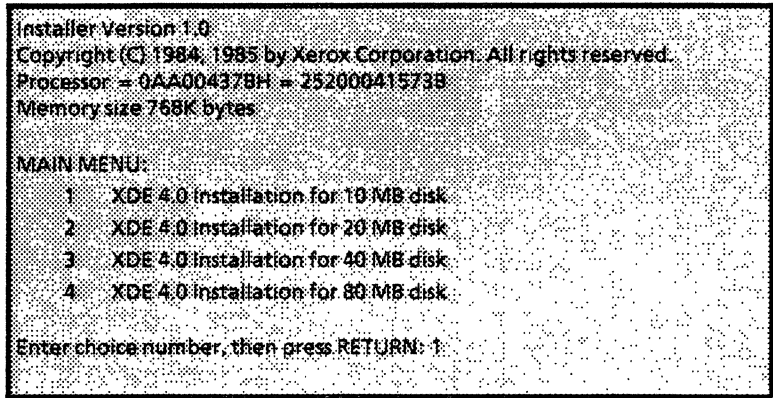 Installer Version 1.0
Copyright (C) 1984, 1985 by Xerox Corporation. All rights reserved.
Processor = 0AA00437BH = 25200041573B
Memory size 768K bytes
MAIN MENU:
1 XDE 4.0 Installation for 10 MB disk
2 XDE 4.0 Installation for 20 MB disk
3 XDE 4.0 Installation for 40 MB disk
4 XDE 4.0 Installation for 80 MB disk
Enter choice number, then press RETURN: 1